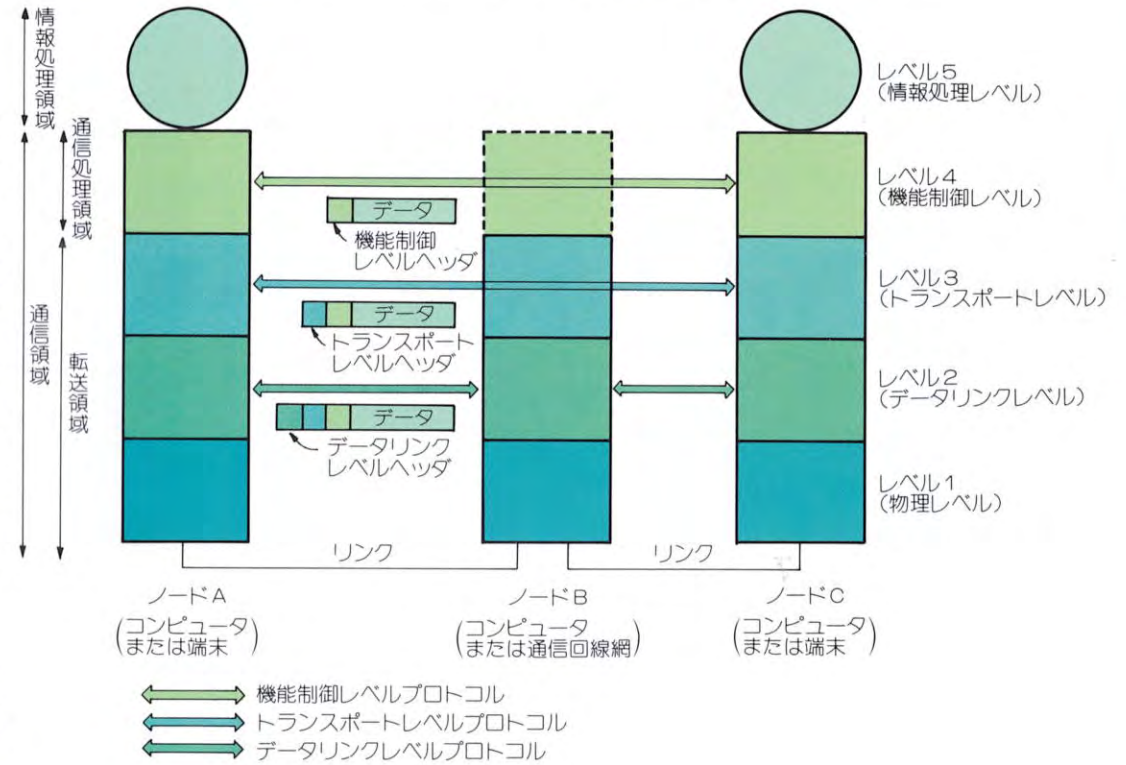 情報処理領域
通信処理領域
通信領域
転送領域
レベル5
(情報処理レベル)
レベル4
(機能制御レベル)
レベル3
(トランスポートレベル)
レベル2
(データリンクレベル)
レベル1
(物理レベル)
データ
機能制御
レベルヘッダ
データ
トランスポート
レベルヘッダ
データ
データリンク
レベルヘッダ
リンク
リンク
ノードA
(コンピュータ
または端末)
ノードB
(コンピュータ
または通信回線網)
ノードC
(コンピュータ
または端末)
機能制御レベルプロトコル
トランスポートレベルプロトコル
データリンクレベルプロトコル